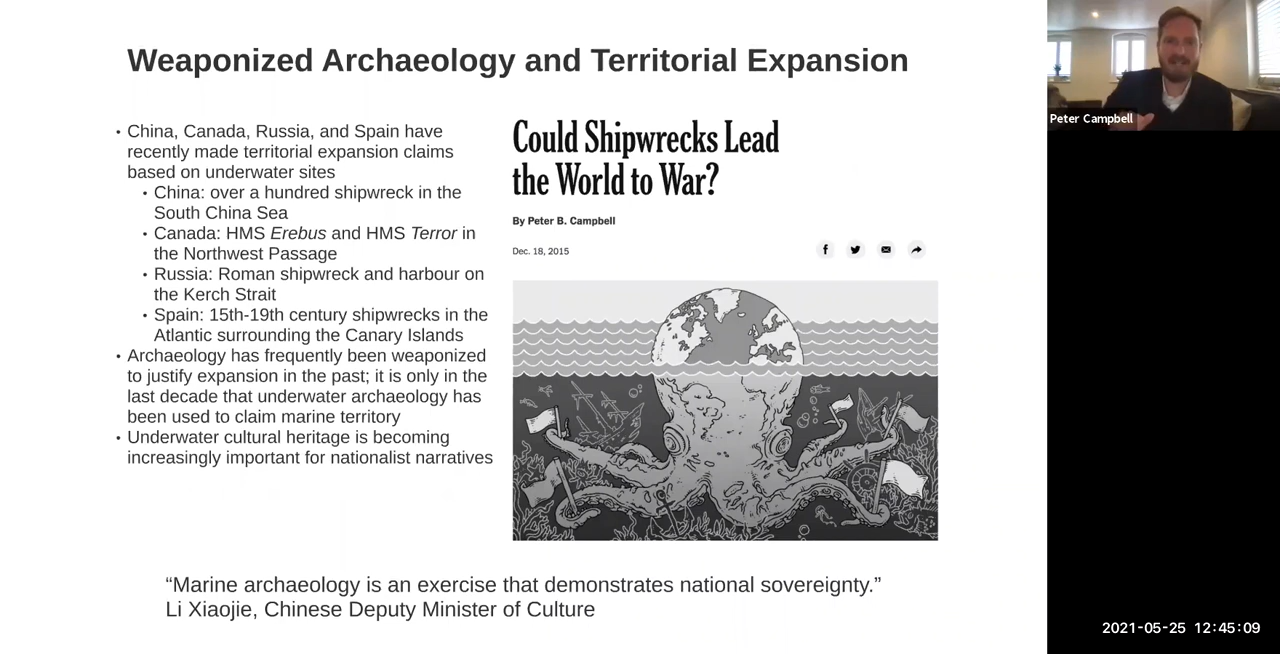 Weaponized Archaeology and Territorial Expansion
• China, Canada, Russia, and Spain have
recently made territorial expansion claims
based on underwater sites
• China: over a hundred shipwreck in the
South China Sea
• Canada: HMS Erebus and HMS Terror in
the Northwest Passage
• Russia: Roman shipwreck and harbour on
the Kerch Strait
• Spain: 15th-19th century shipwrecks in the
Atlantic surrounding the Canary Islands
• Archaeology has frequently been weaponized
to justify expansion in the past; it is only in the
last decade that underwater archaeology has
been used to claim marine territory
• Underwater cultural heritage is becoming
increasingly important for nationalist narratives
Could Shipwrecks Lead
the World to War?
By Peter B. Campbell
Dec. 18, 2015
“Marine archaeology is an exercise that demonstrates national sovereignty.”
Li Xiaojie, Chinese Deputy Minister of Culture
Peter Campbell
2021-05-25 12:45:09